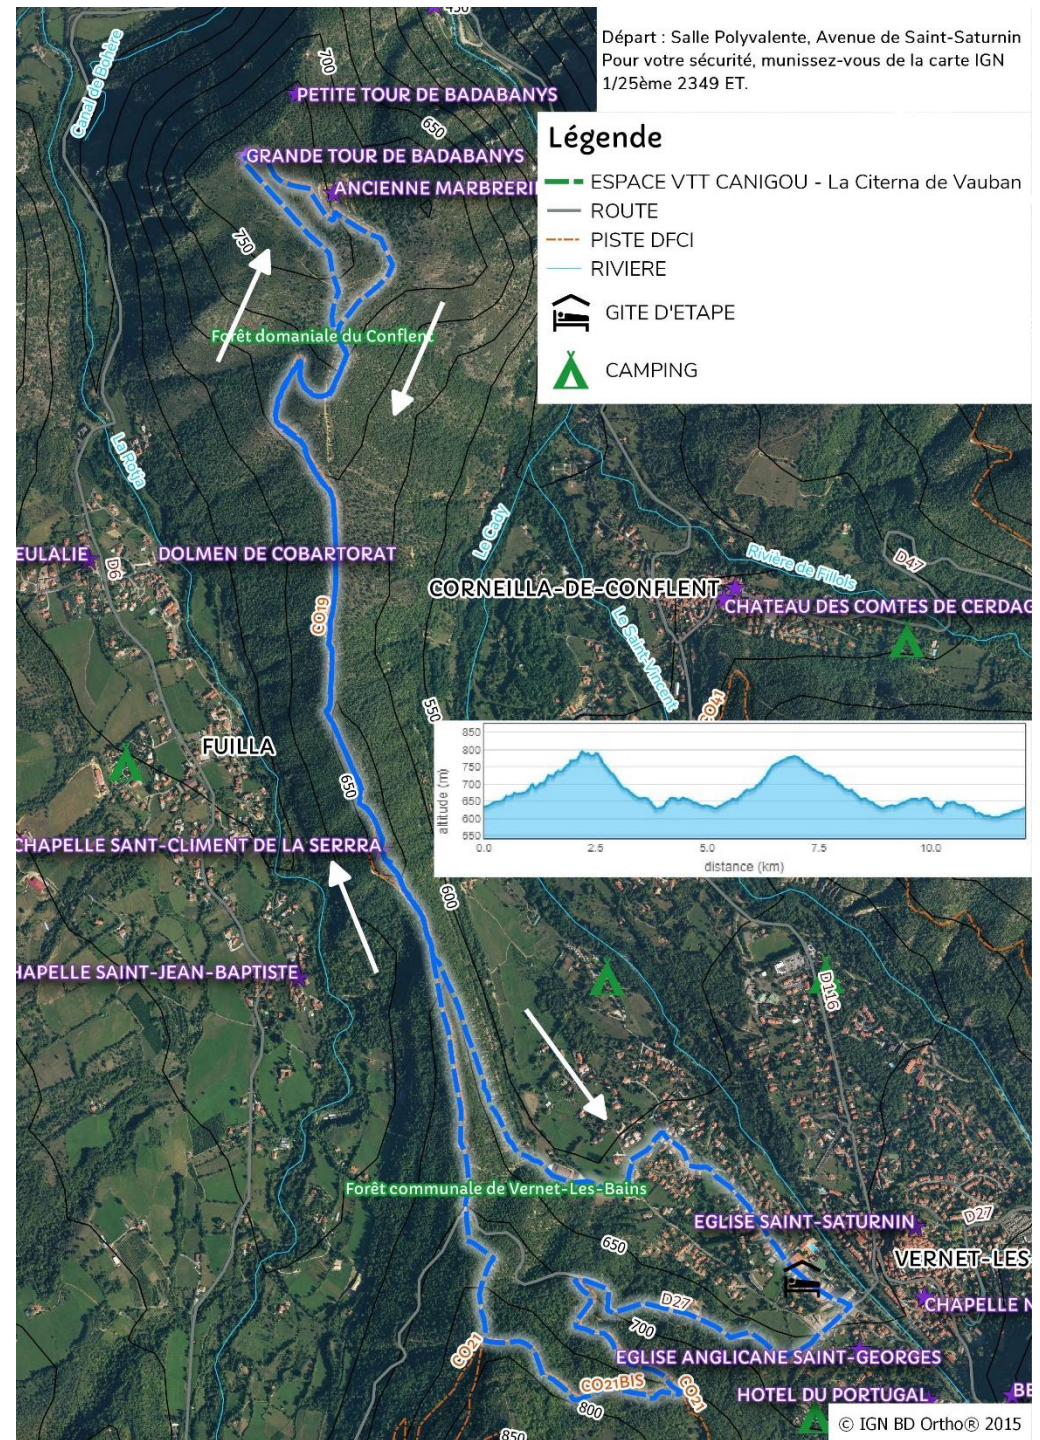 450
Départ : Salle Polyvalente, Avenue de Saint-Saturnin
Pour votre sécurité, munissez-vous de la carte IGN
1/25ème 2349 ET.
Canal de Bohère
700
PETITE TOUR DE BADABANYS
650
Légende
GRANDE TOUR DE BADABANYS
ANCIENNE MARBRERI
ESPACE VTT CANIGOU - La Citerna de Vauban
ROUTE
PISTE DFCI
RIVIERE
GITE D'ETAPE
CAMPING
750
Forêt domaniale du Conflent
La Rotja
Le Cady
EULALIE
D6
DOLMEN DE COBARTORAT
Rivière de Fillols
D47
CORNEILLA-DE-CONFLENT
CHATEAU DES COMTES DE CERDAG
CO19
Le Saint-Vincent
CO41
550
FUILLA
650
850
800
750
700
650
600
550
altitude (m)
0.0
2.5
5.0
7.5
10.0
distance (km)
CHAPELLE SANT-CLIMENT DE LA SERRRA
600
HAPELLE SAINT-JEAN-BAPTISTE
D116
Forêt communale de Vernet-Les-Bains
EGLISE SAINT-SATURNIN
D27
650
VERNET-LES-
D27
CHAPELLE N
700
EGLISE ANGLICANE SAINT-GEORGES
CO21
CO21BIS
CO21
HOTEL DU PORTUGAL
BE
800
850
© IGN BD Ortho® 2015